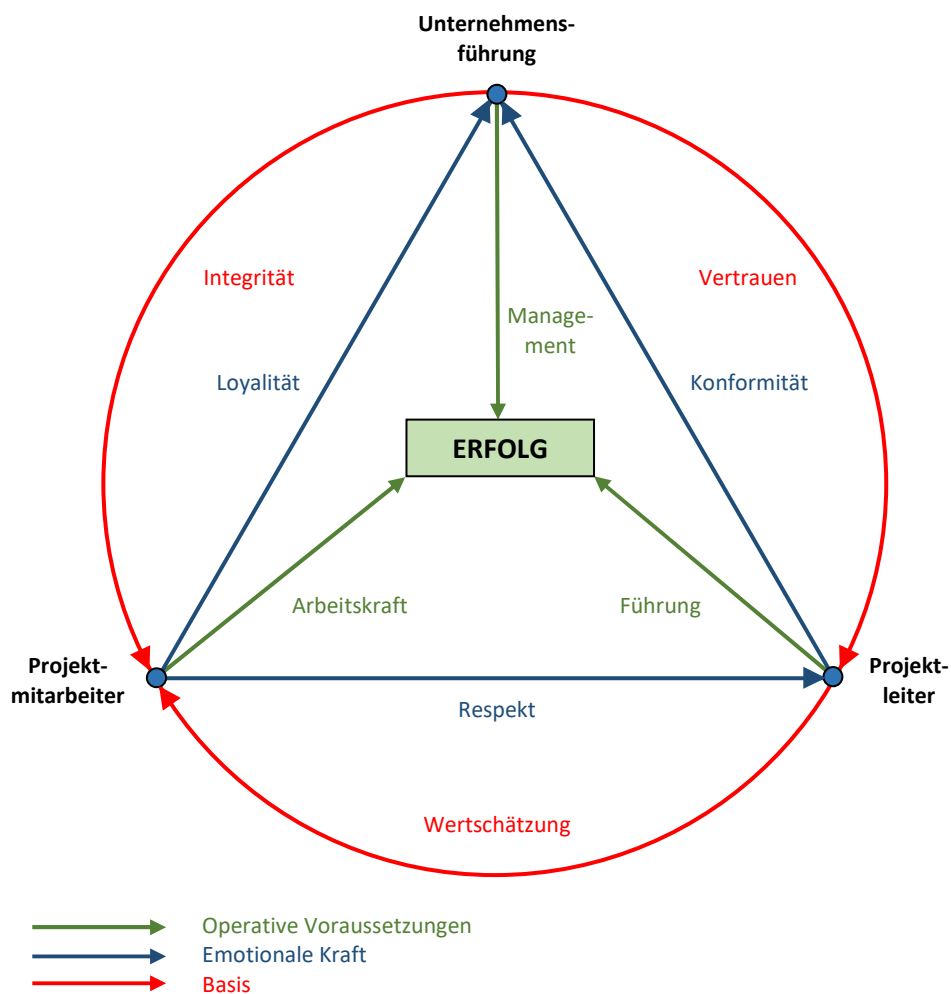 Unternehmens-
führung
Integrität
Vertrauen
Manage-
ment
Loyalität
Konformität
ERFOLG
Arbeitskraft
Führung
Projekt-
mitarbeiter
Projekt-
leiter
Respekt
Wertschätzung
Operative Voraussetzungen
Emotionale Kraft
Basis